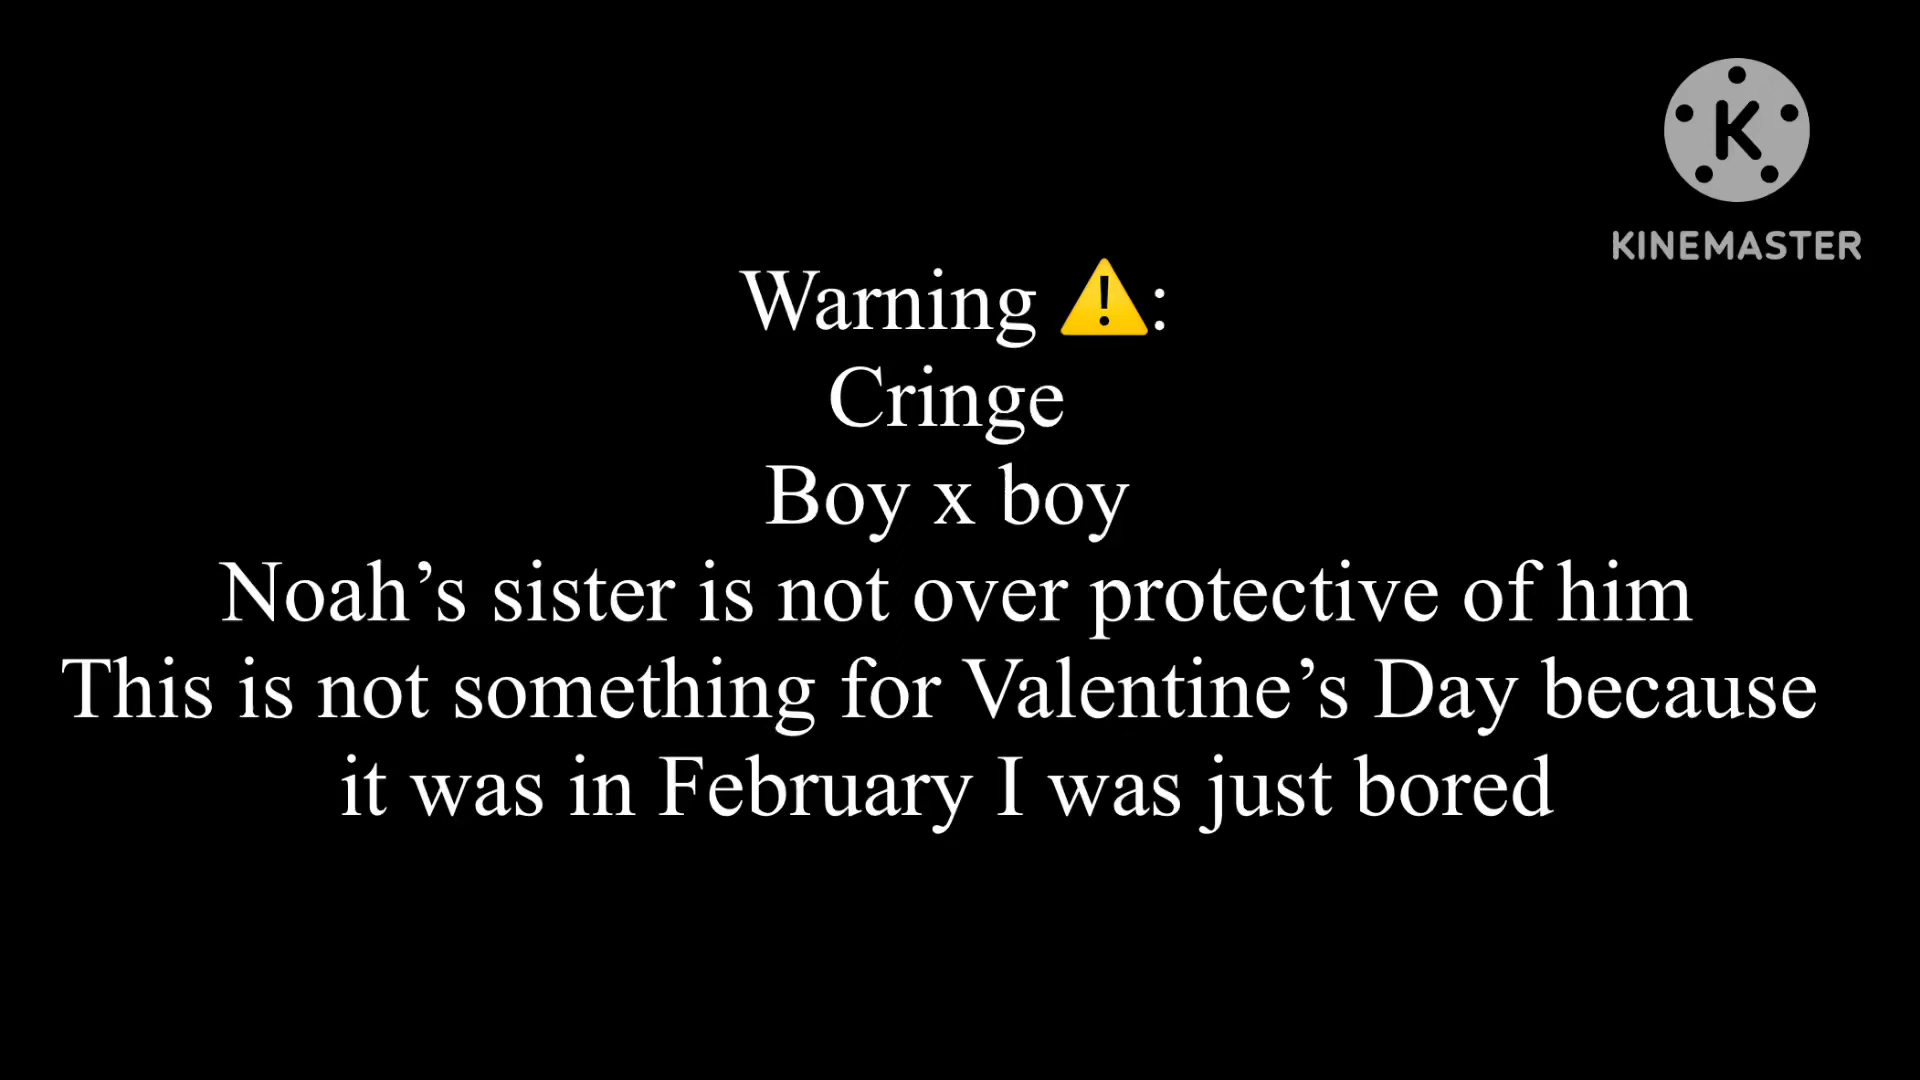 K
KINEMASTER
Warning ⚠️:
Cringe
Boy x boy
Noah’s sister is not over protective of him
This is not something for Valentine’s Day because
it was in February I was just bored